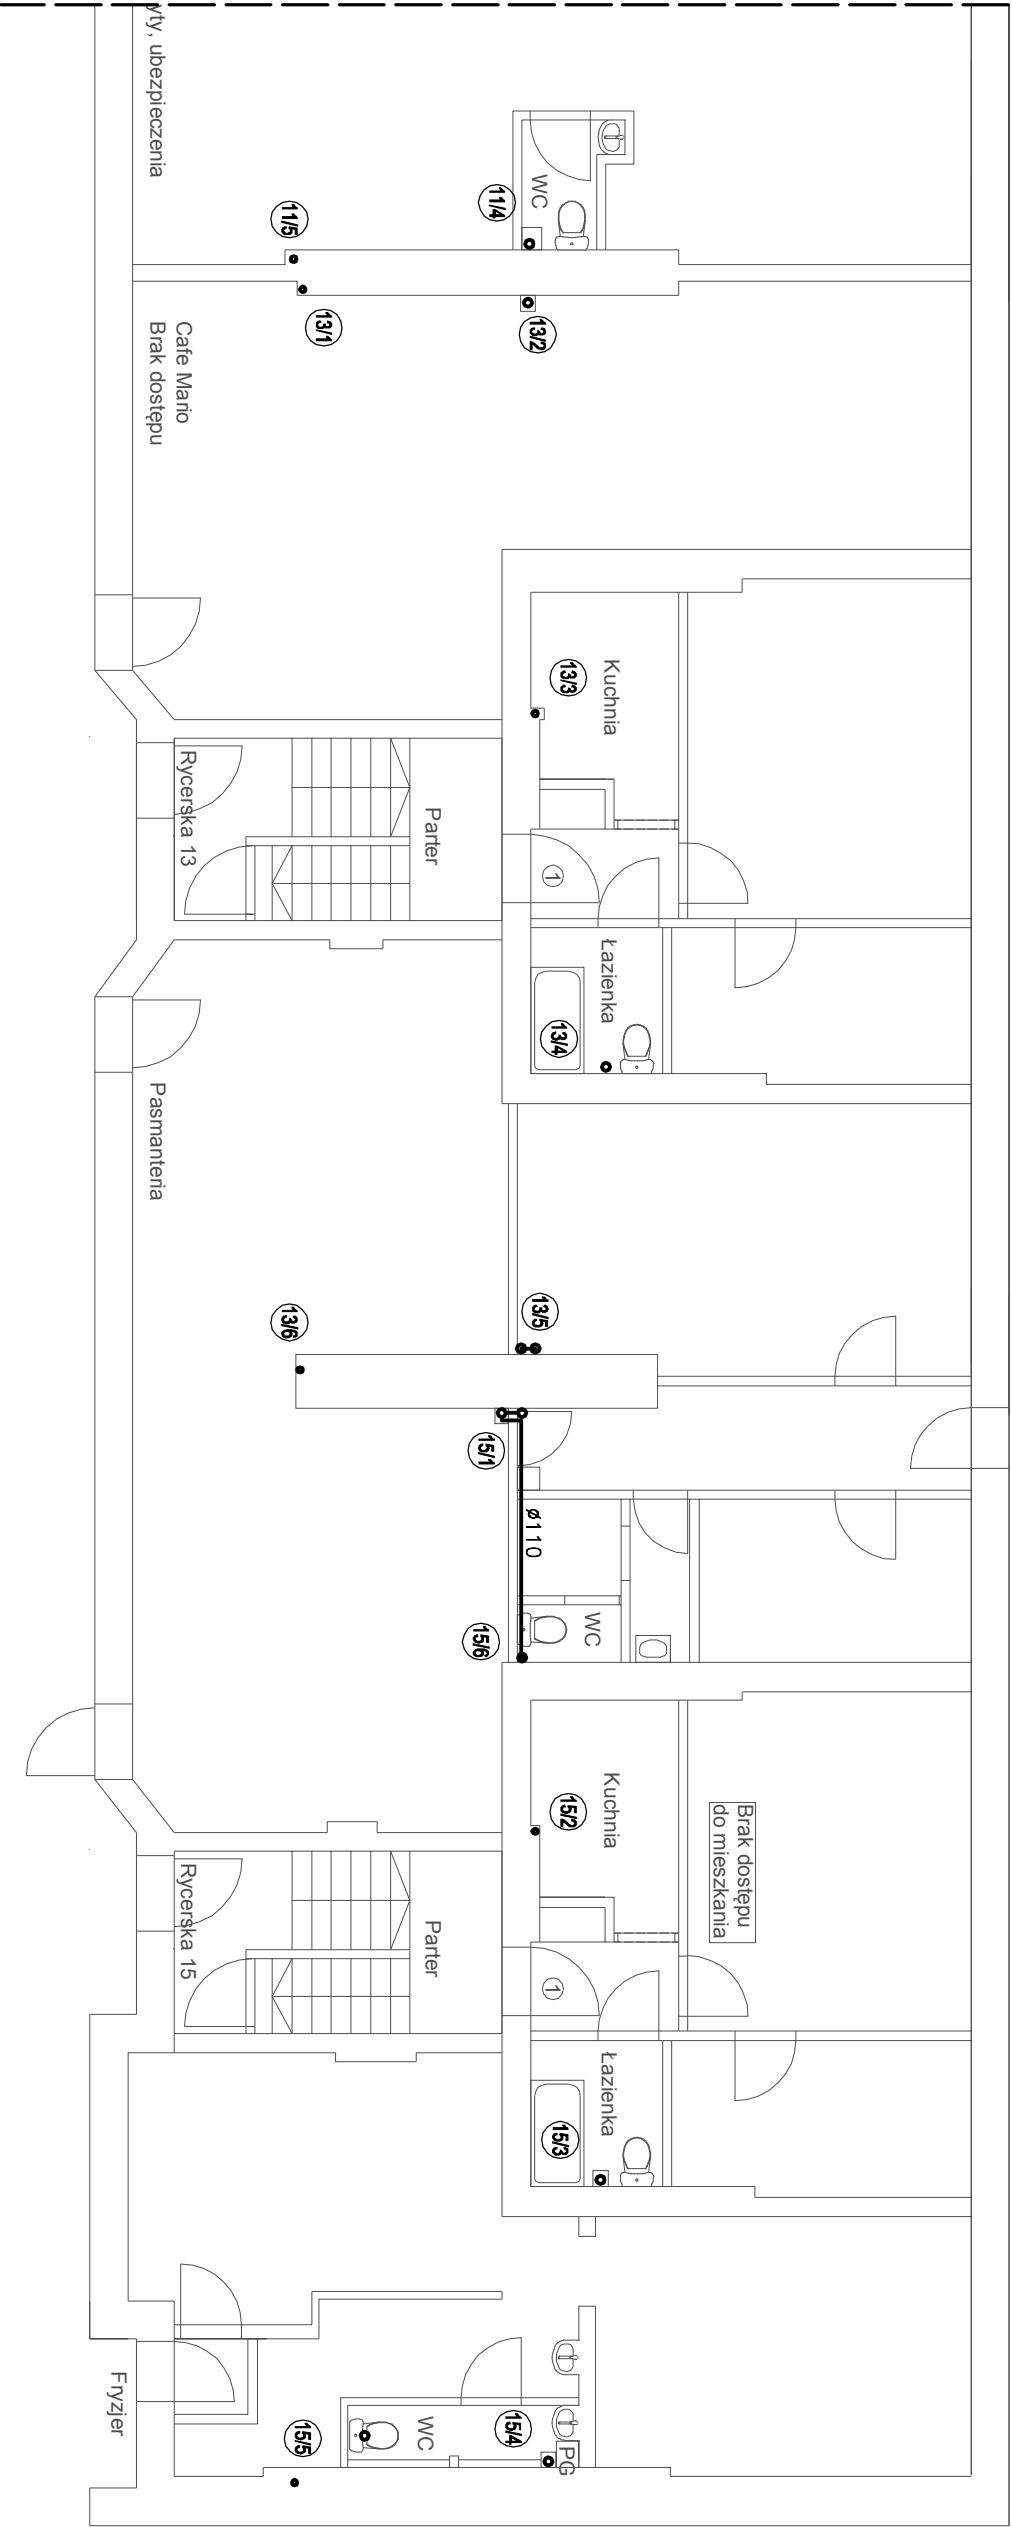 yty, ubezpieczenia
WC
11/4
11/5
13/1
13/2
Cafe Mario
Brak dostępu
Kuchnia
13/3
Rycerska 13
Parter
1
Łazienka
13/4
Pasmanteria
13/5
13/6
15/1
ø110
WC
15/6
Kuchnia
15/2
Brak dostępu
do mieszkania
Rycerska 15
Parter
1
Łazienka
15/3
Fryzjer
WC
15/4
15/5
PG